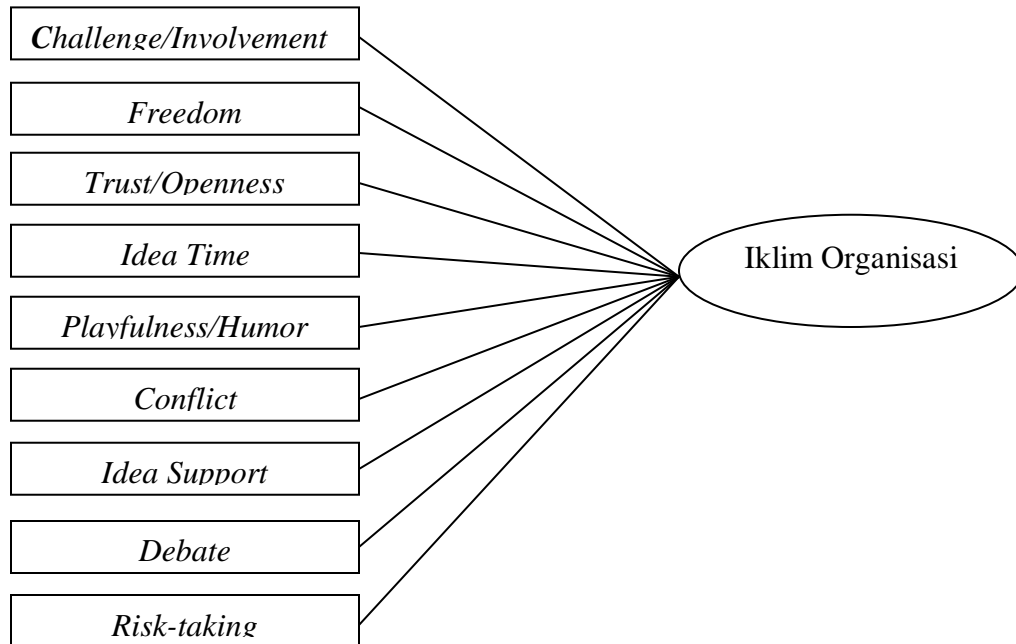 Challenge/Involvement
Freedom
Trust/Openness
Idea Time
Playfulness/Humor
Conflict
Idea Support
Debate
Risk-taking
Iklim Organisasi